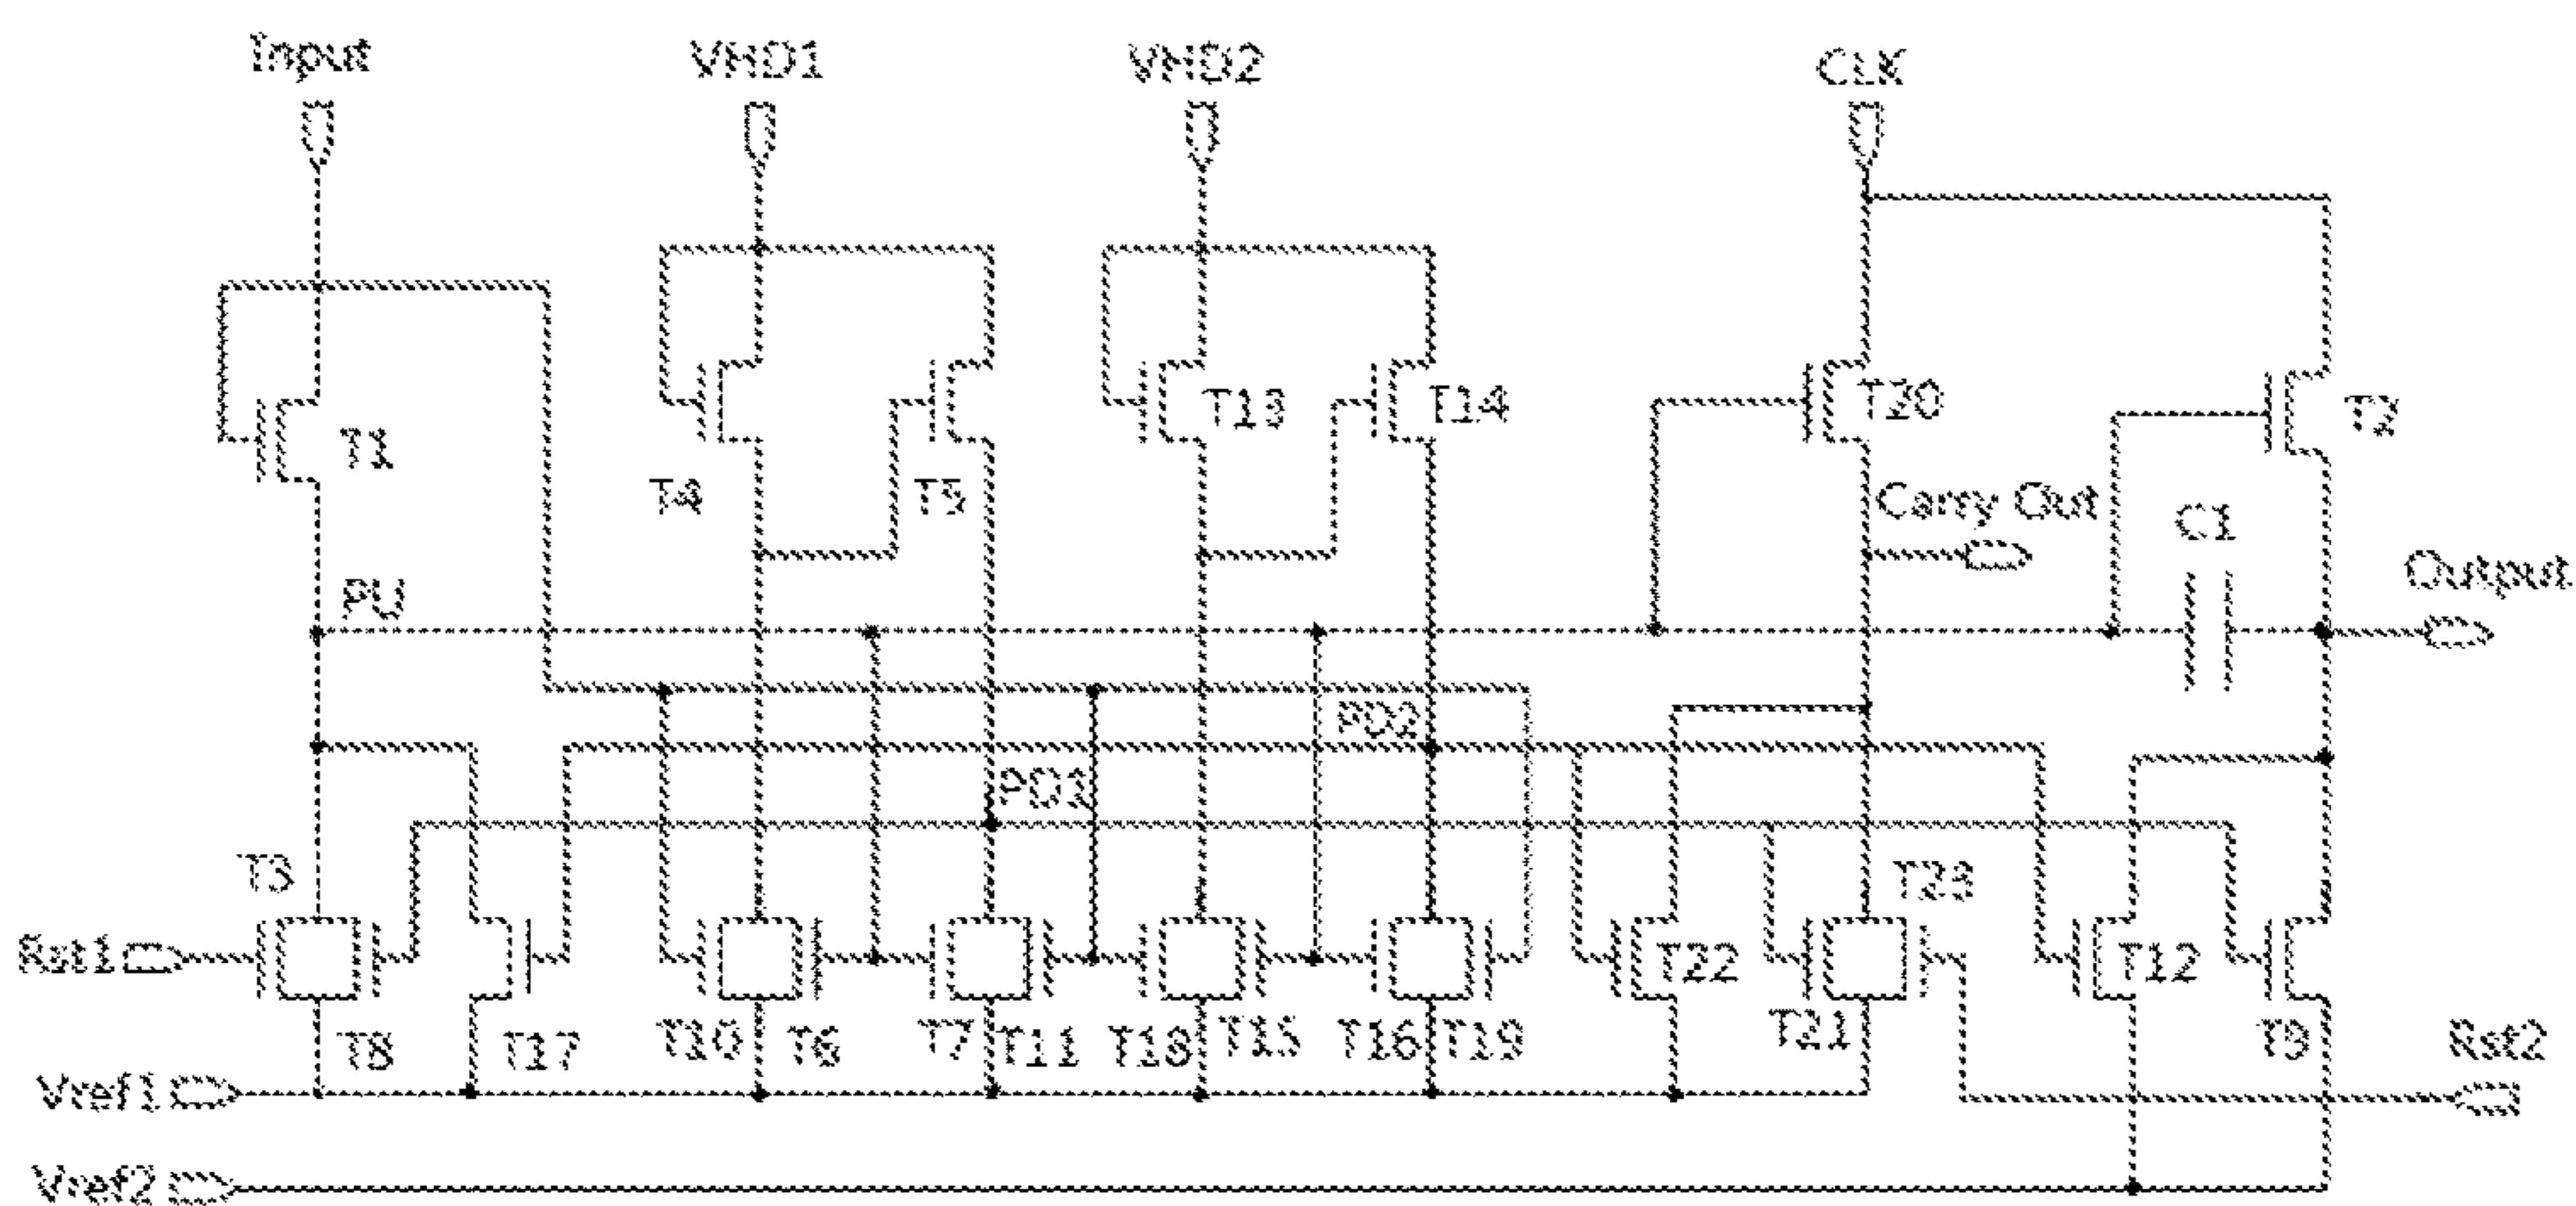 Input
VHD1
VHD2
CLK
T1
T4
T5
T13
T14
T20
T2
Carry Out
C1
Output
PU
PD2
PD1
T3
T23
Rst1
T22
T12
T8
T17
T10
T6
T7
T11
T18
T15
T16
T19
T21
T9
Rst2
Vref1
Vref2